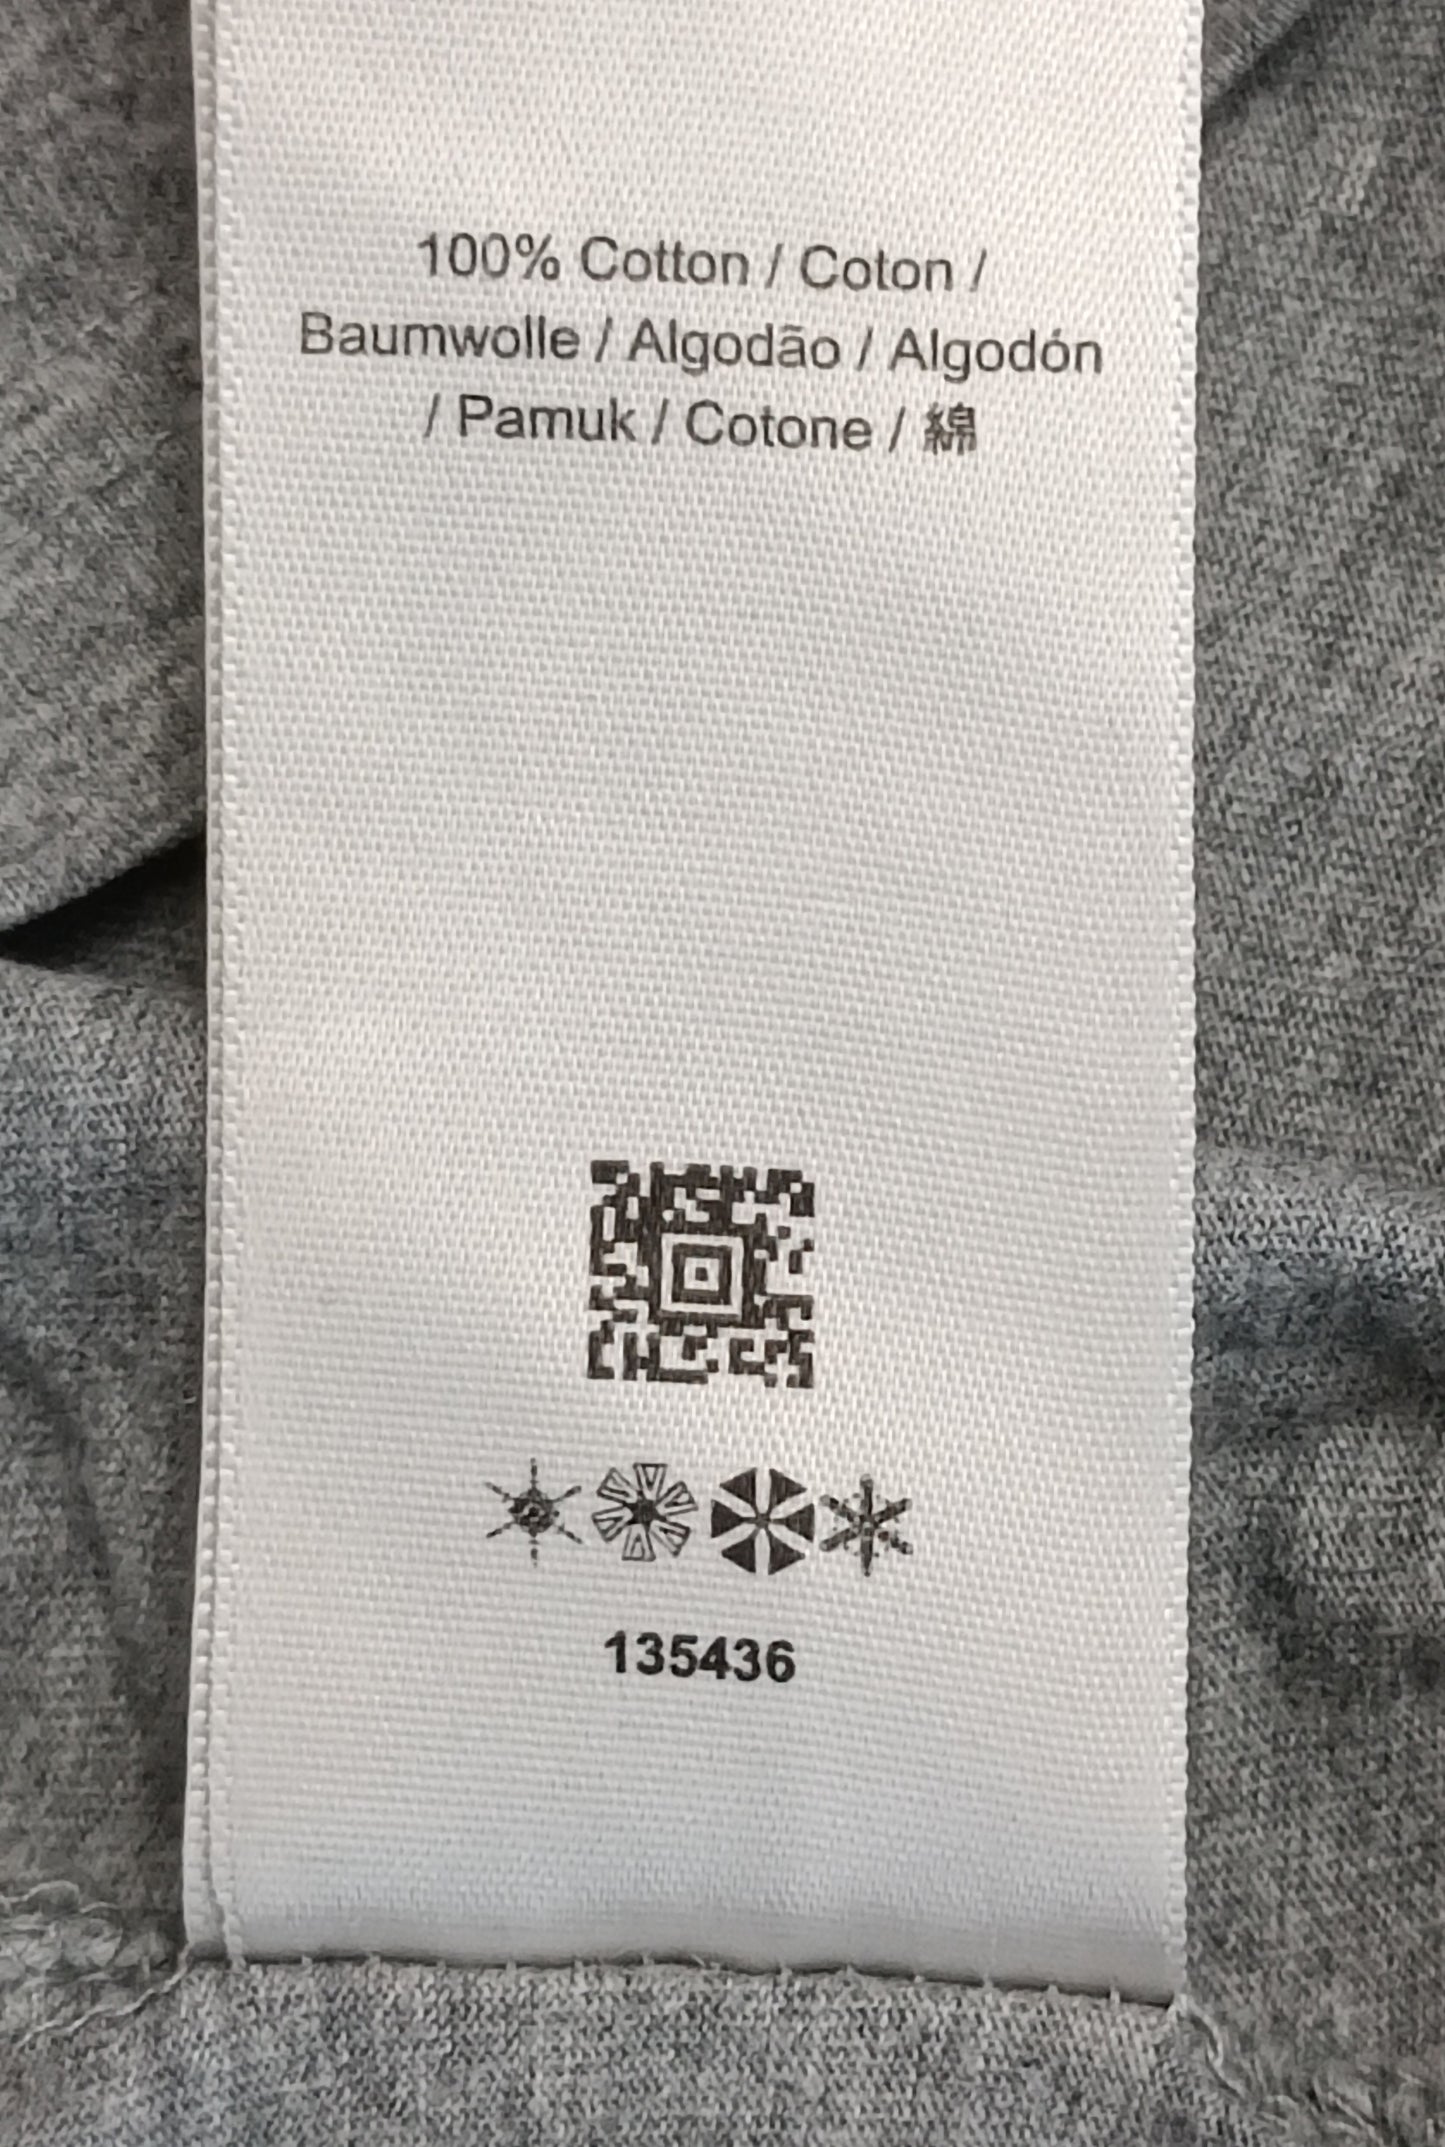 100% Cotton / Coton /
Baumwolle / Algodão / Algodón
/ Pamuk / Cotone / 綿
135436